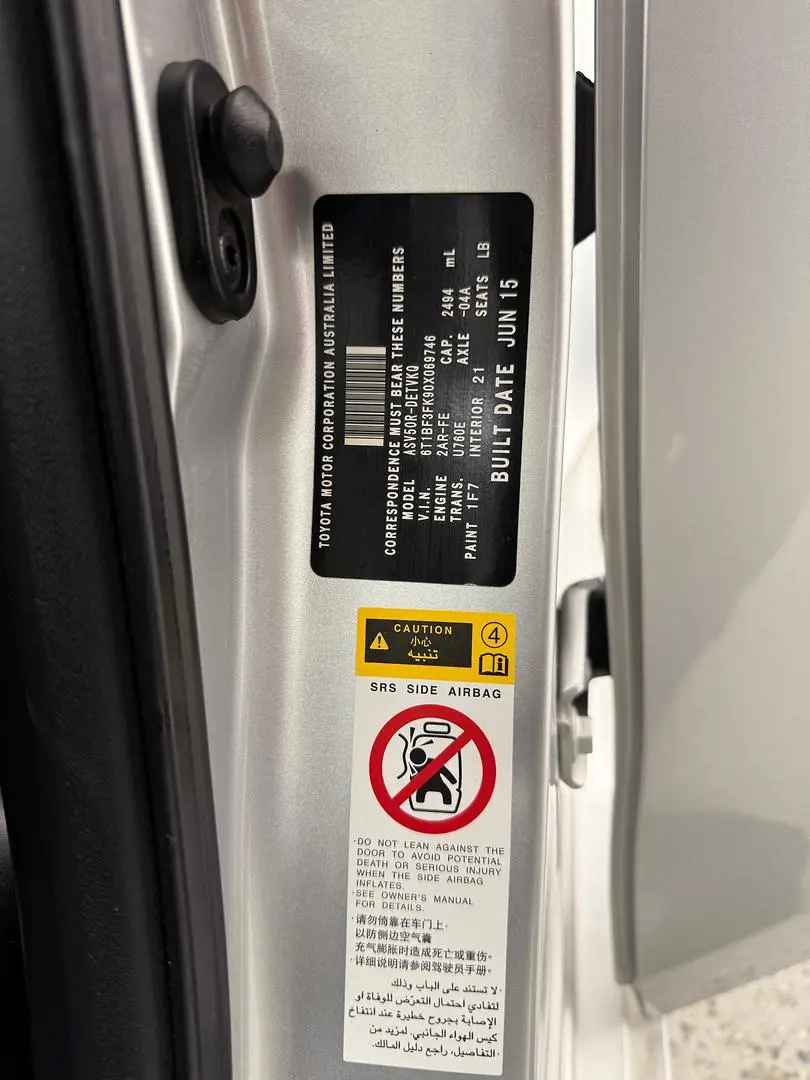 TOYOTA MOTOR CORPORATION AUSTRALIA LIMITED
CORRESPONDENCE MUST BEAR THESE NUMBERS
MODEL ASV50R-DETVKQ
V.I.N. 6T1BF3FK90X069746
ENGINE 2AR-FE CAP. 2494 mL
TRANS. U760E AXLE -04A
PAINT 1F7 INTERIOR 21 SEATS LB
BUILT DATE JUN 15
CAUTION
小心
تنبيه
4
SRS SIDE AIRBAG
·DO NOT LEAN AGAINST THE
DOOR TO AVOID POTENTIAL
DEATH OR SERIOUS INJURY
WHEN THE SIDE AIRBAG
INFLATES.
·SEE OWNER'S MANUAL
FOR DETAILS.
·请勿倚靠在车门上,
以防侧边空气囊
充气膨胀时造成死亡或重伤。
·详细说明请参阅驾驶员手册。
·لا تستند على الباب وذلك
لتفادي احتمال التعرّض للوفاة او
الإصابة بجروح خطيرة عند انتفاخ
كيس الهواء الجانبي. لمزيد من
التفاصيل، راجع دليل المالك.